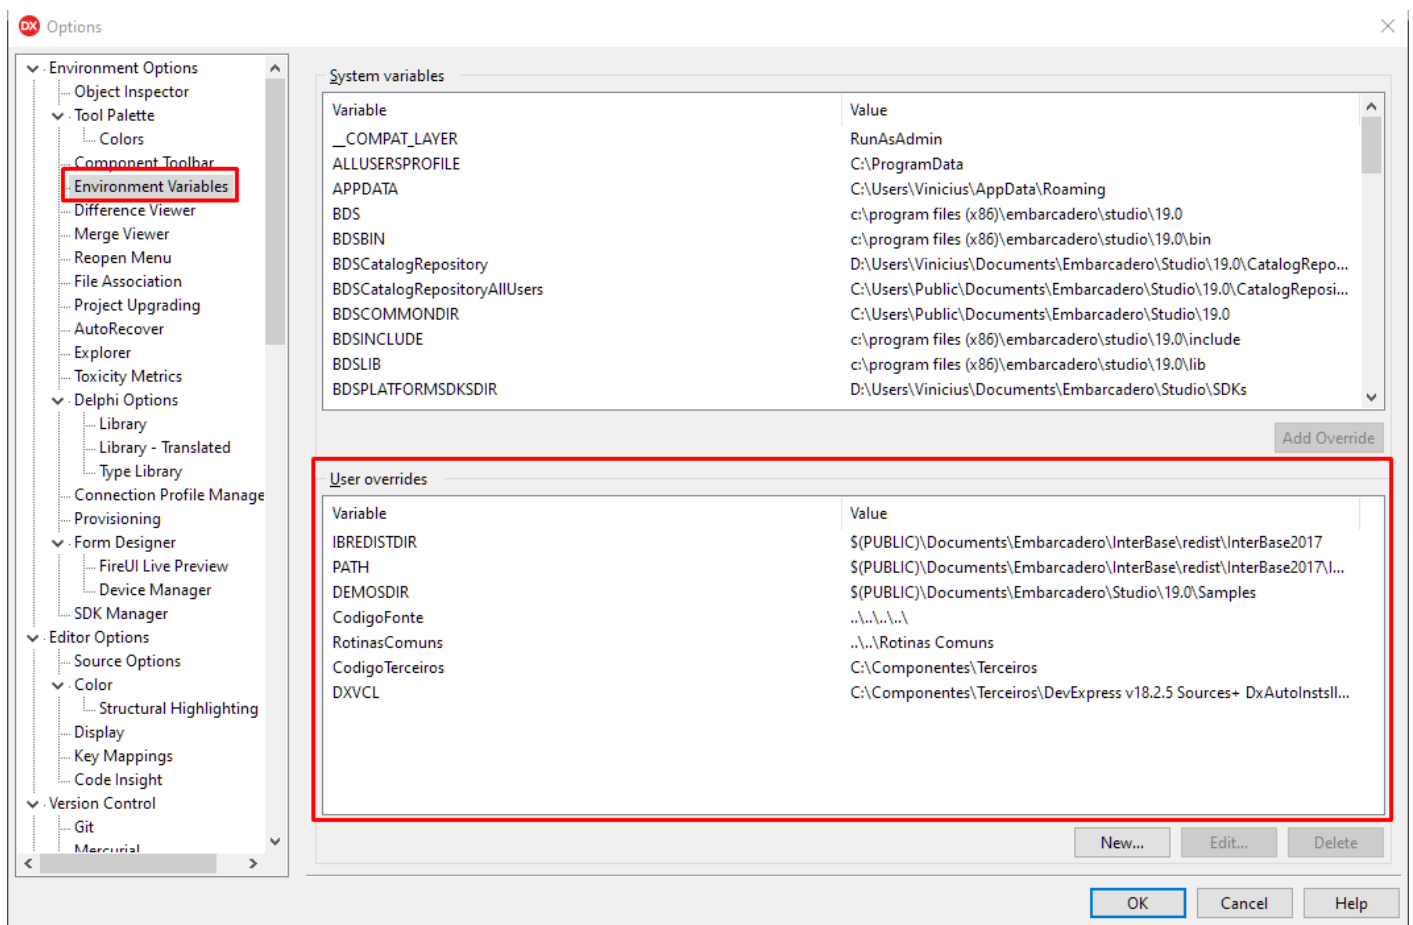 DX Options
Environment Options
Object Inspector
Tool Palette
Colors
Component Toolbar
Environment Variables
Difference Viewer
Merge Viewer
Reopen Menu
File Association
Project Upgrading
AutoRecover
Explorer
Toxicity Metrics
Delphi Options
Library
Library - Translated
Type Library
Connection Profile Manage
Provisioning
Form Designer
FireUI Live Preview
Device Manager
SDK Manager
Editor Options
Source Options
Color
Structural Highlighting
Display
Key Mappings
Code Insight
Version Control
Git
Mercurial
System variables
Variable Value
__COMPAT_LAYER RunAsAdmin
ALLUSERSPROFILE C:\ProgramData
APPDATA C:\Users\Vinicius\AppData\Roaming
BDS c:\program files (x86)\embarcadero\studio\19.0
BDSBIN c:\program files (x86)\embarcadero\studio\19.0\bin
BDSCatalogRepository D:\Users\Vinicius\Documents\Embarcadero\Studio\19.0\CatalogRepo...
BDSCatalogRepositoryAllUsers C:\Users\Public\Documents\Embarcadero\Studio\19.0\CatalogReposi...
BDSCOMMONDIR C:\Users\Public\Documents\Embarcadero\Studio\19.0
BDSINCLUDE c:\program files (x86)\embarcadero\studio\19.0\include
BDSLIB c:\program files (x86)\embarcadero\studio\19.0\lib
BDSPLATFORMSDKSDIR D:\Users\Vinicius\Documents\Embarcadero\Studio\SDKs
Add Override
User overrides
Variable Value
IBREDISTDIR $(PUBLIC)\Documents\Embarcadero\InterBase\redist\InterBase2017
PATH $(PUBLIC)\Documents\Embarcadero\InterBase\redist\InterBase2017\I...
DEMOSDIR $(PUBLIC)\Documents\Embarcadero\Studio\19.0\Samples
CodigoFonte ..\..\..\..\
RotinasComuns ..\..\Rotinas Comuns
CodigoTerceiros C:\Componentes\Terceiros
DXVCL C:\Componentes\Terceiros\DevExpress v18.2.5 Sources+ DxAutoInstsll...
New... Edit... Delete
OK Cancel Help